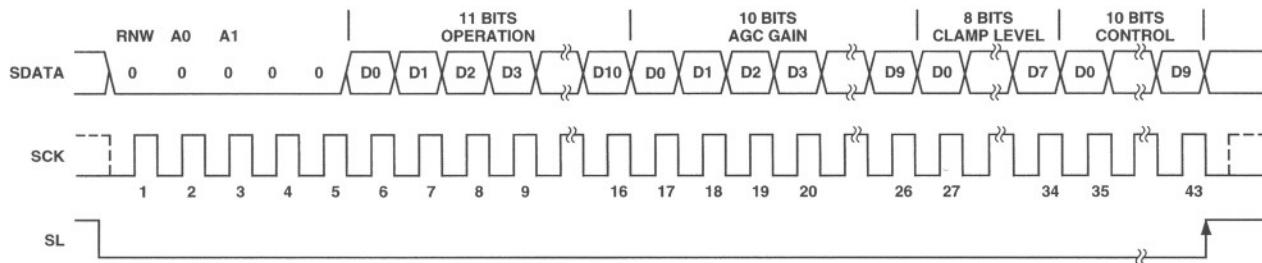 11 BITS 10 BITS 8 BITS 10 BITS
RNW A0 A1 OPERATION AGC GAIN CLAMP LEVEL CONTROL
SDATA 0 0 0 0 0 D0 D1 D2 D3 D10 D0 D1 D2 D3 D9 D0 D7 D0 D9
SCK
1 2 3 4 5 6 7 8 9 16 17 18 19 20 26 27 34 35 43
SL